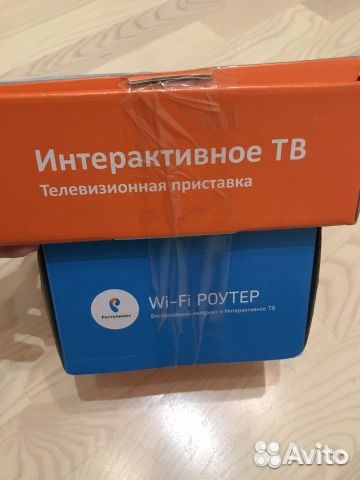 Интерактивное ТВ
Телевизионная приставка
Wi-Fi РОУТЕР
Беспроводной интернет и Интерактивное ТВ
Ростелеком
Avito